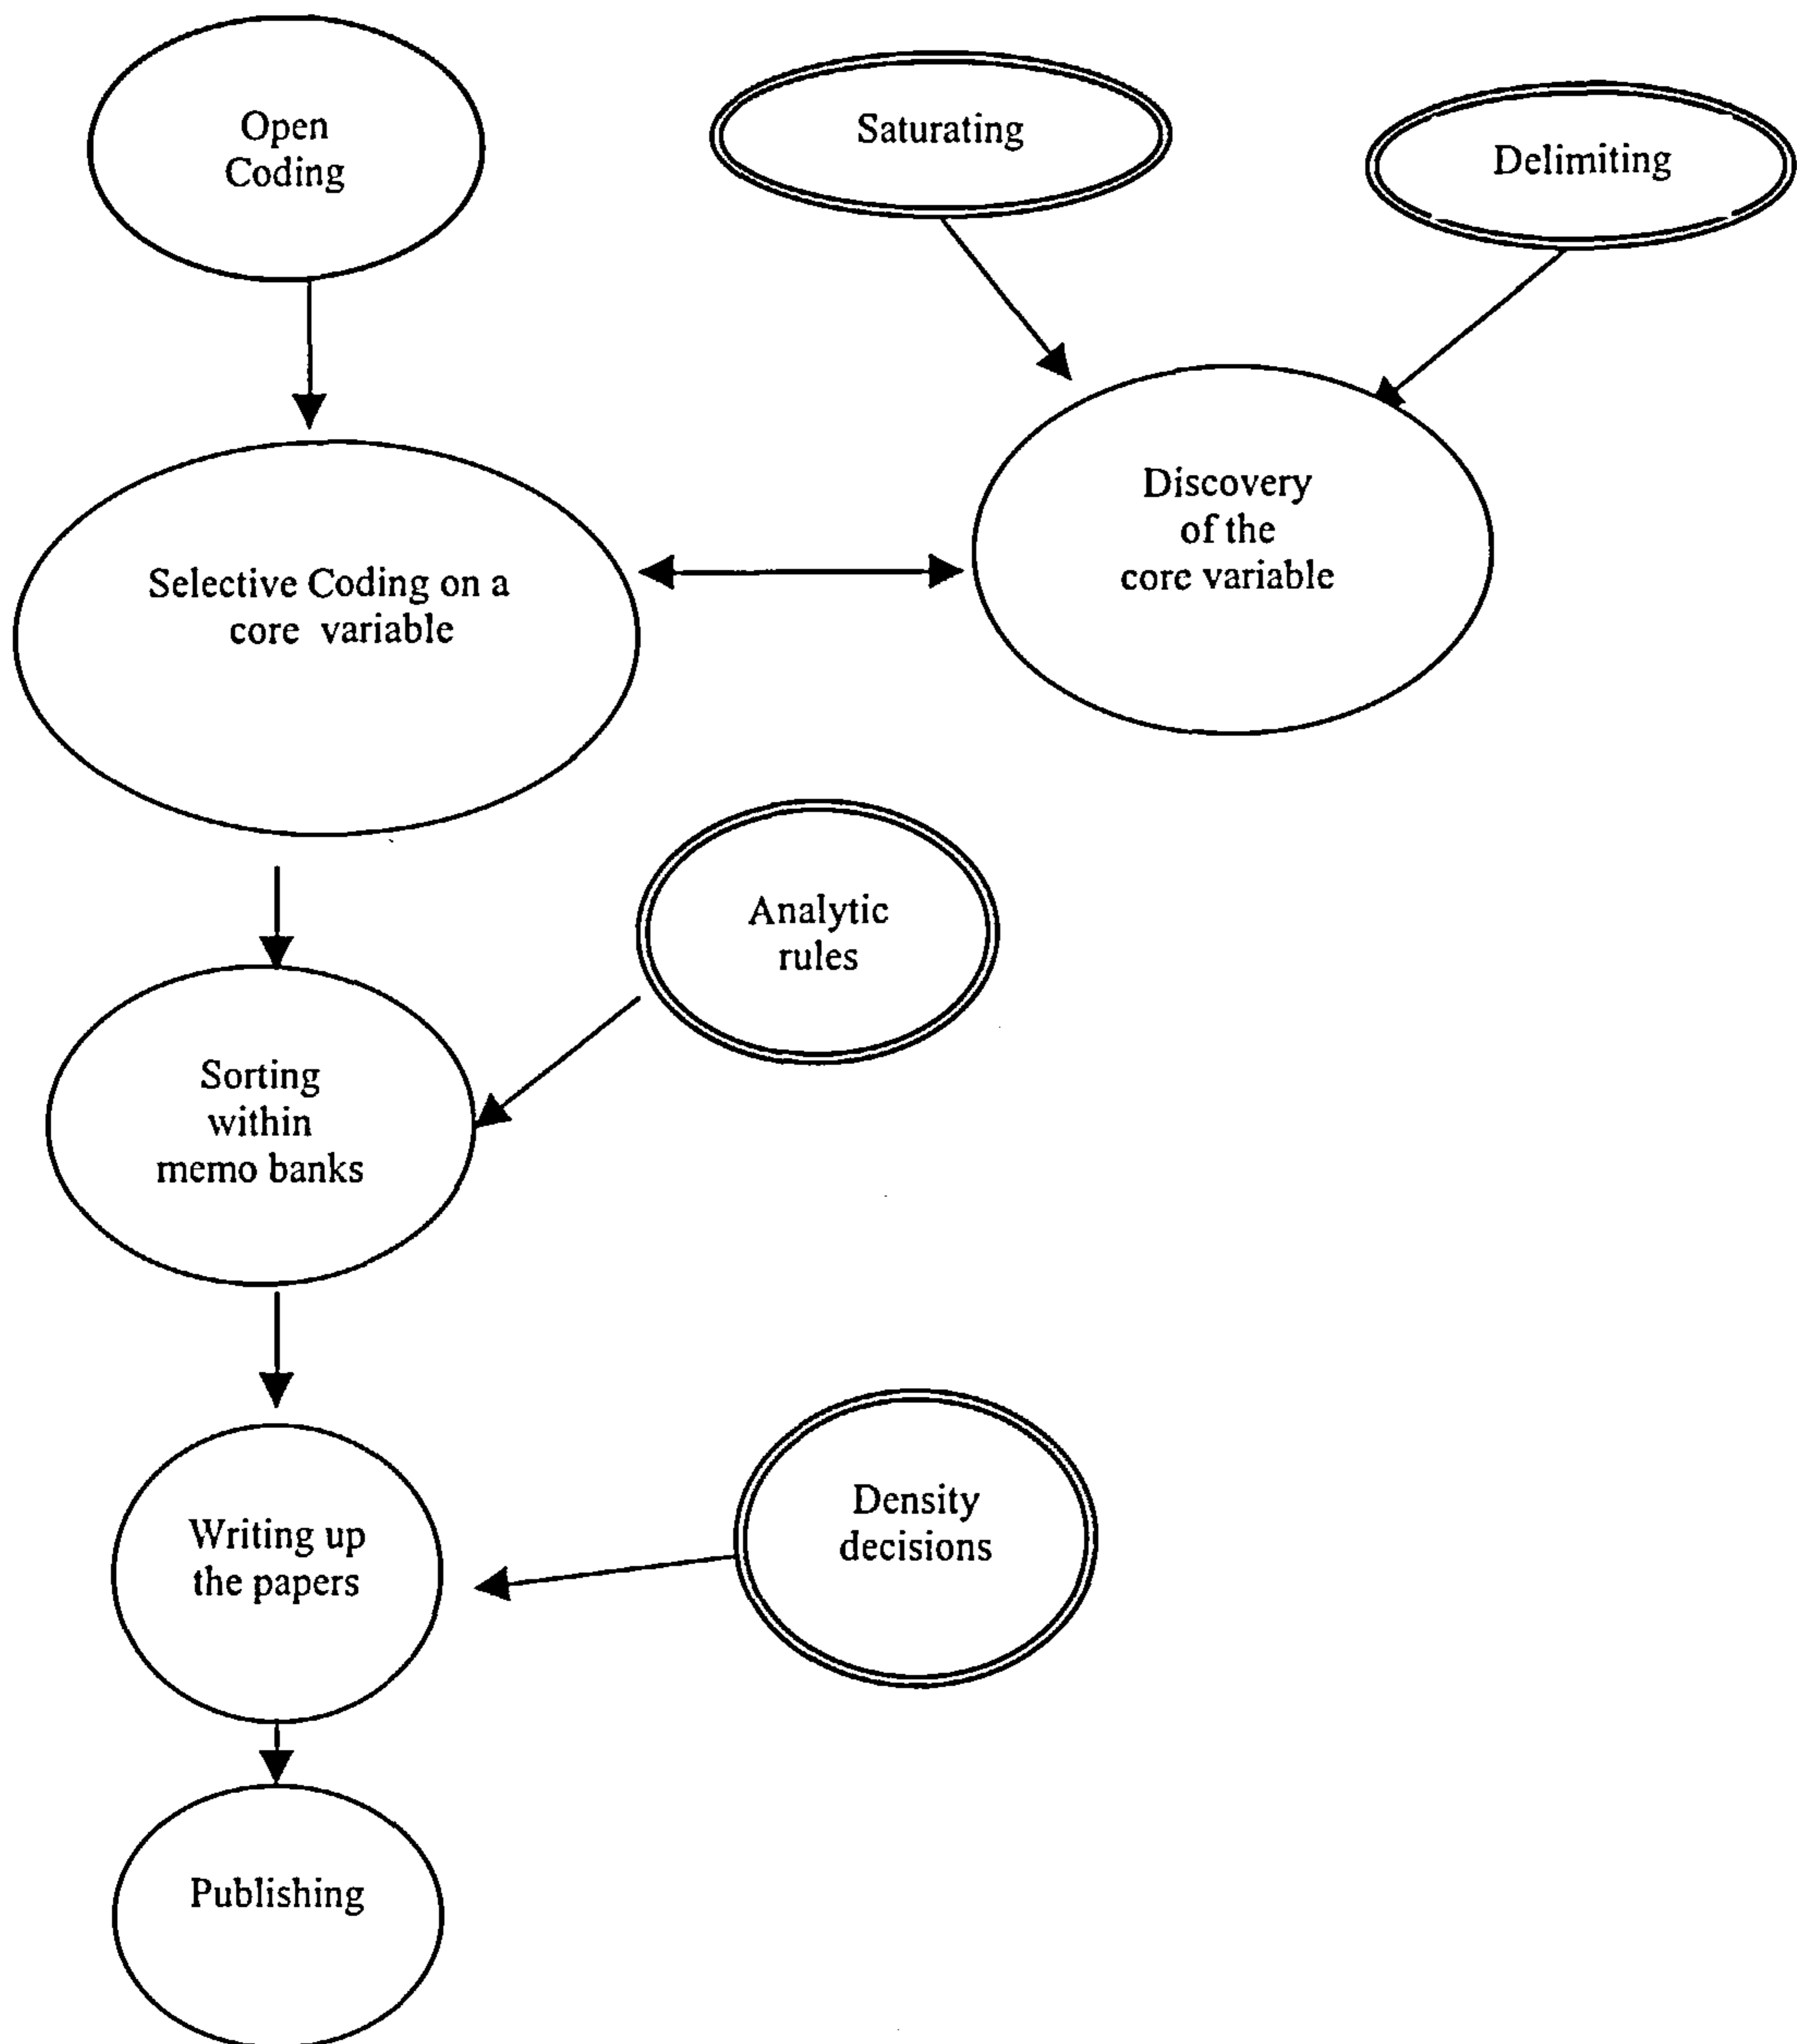 Open
Coding
Saturating
Delimiting
Discovery
of the
core variable
Selective Coding on a
core variable
Analytic
rules
Sorting
within
memo banks
Density
decisions
Writing up
the papers
Publishing